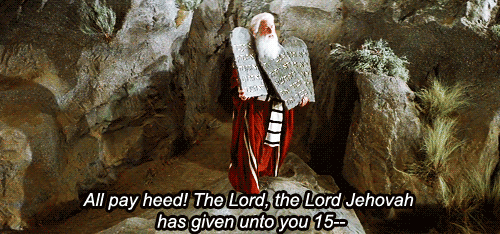 All pay heed! The Lord, the Lord Jehovah
has given unto you 15--